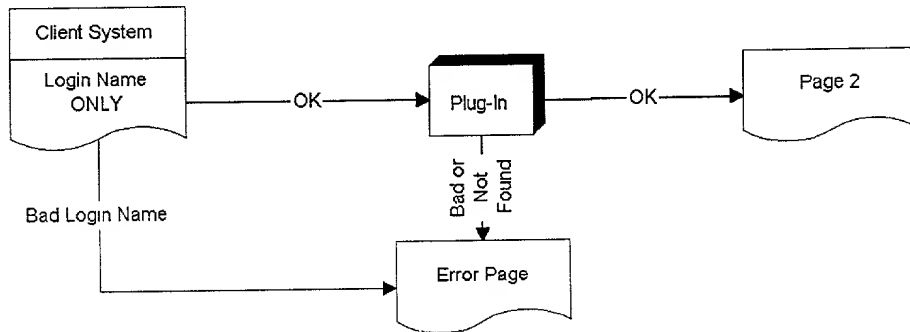 Client System
Login Name
ONLY
OK
Plug-In
OK
Page 2
Bad or
Not
Found
Bad Login Name
Error Page